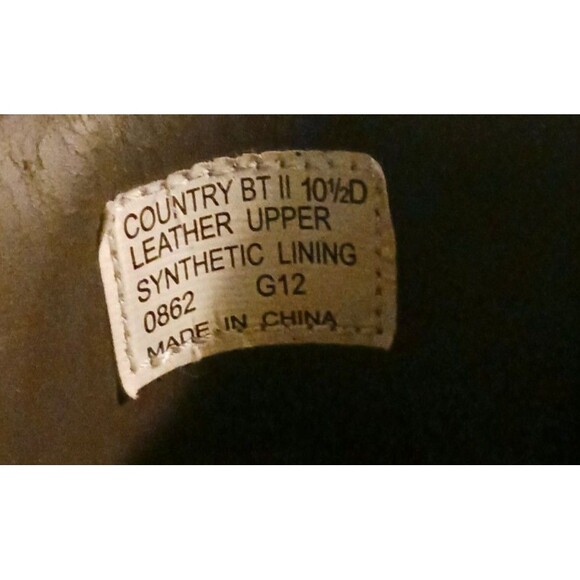 COUNTRY BT II 10½D
LEATHER UPPER
SYNTHETIC LINING
0862 G12
MADE IN CHINA